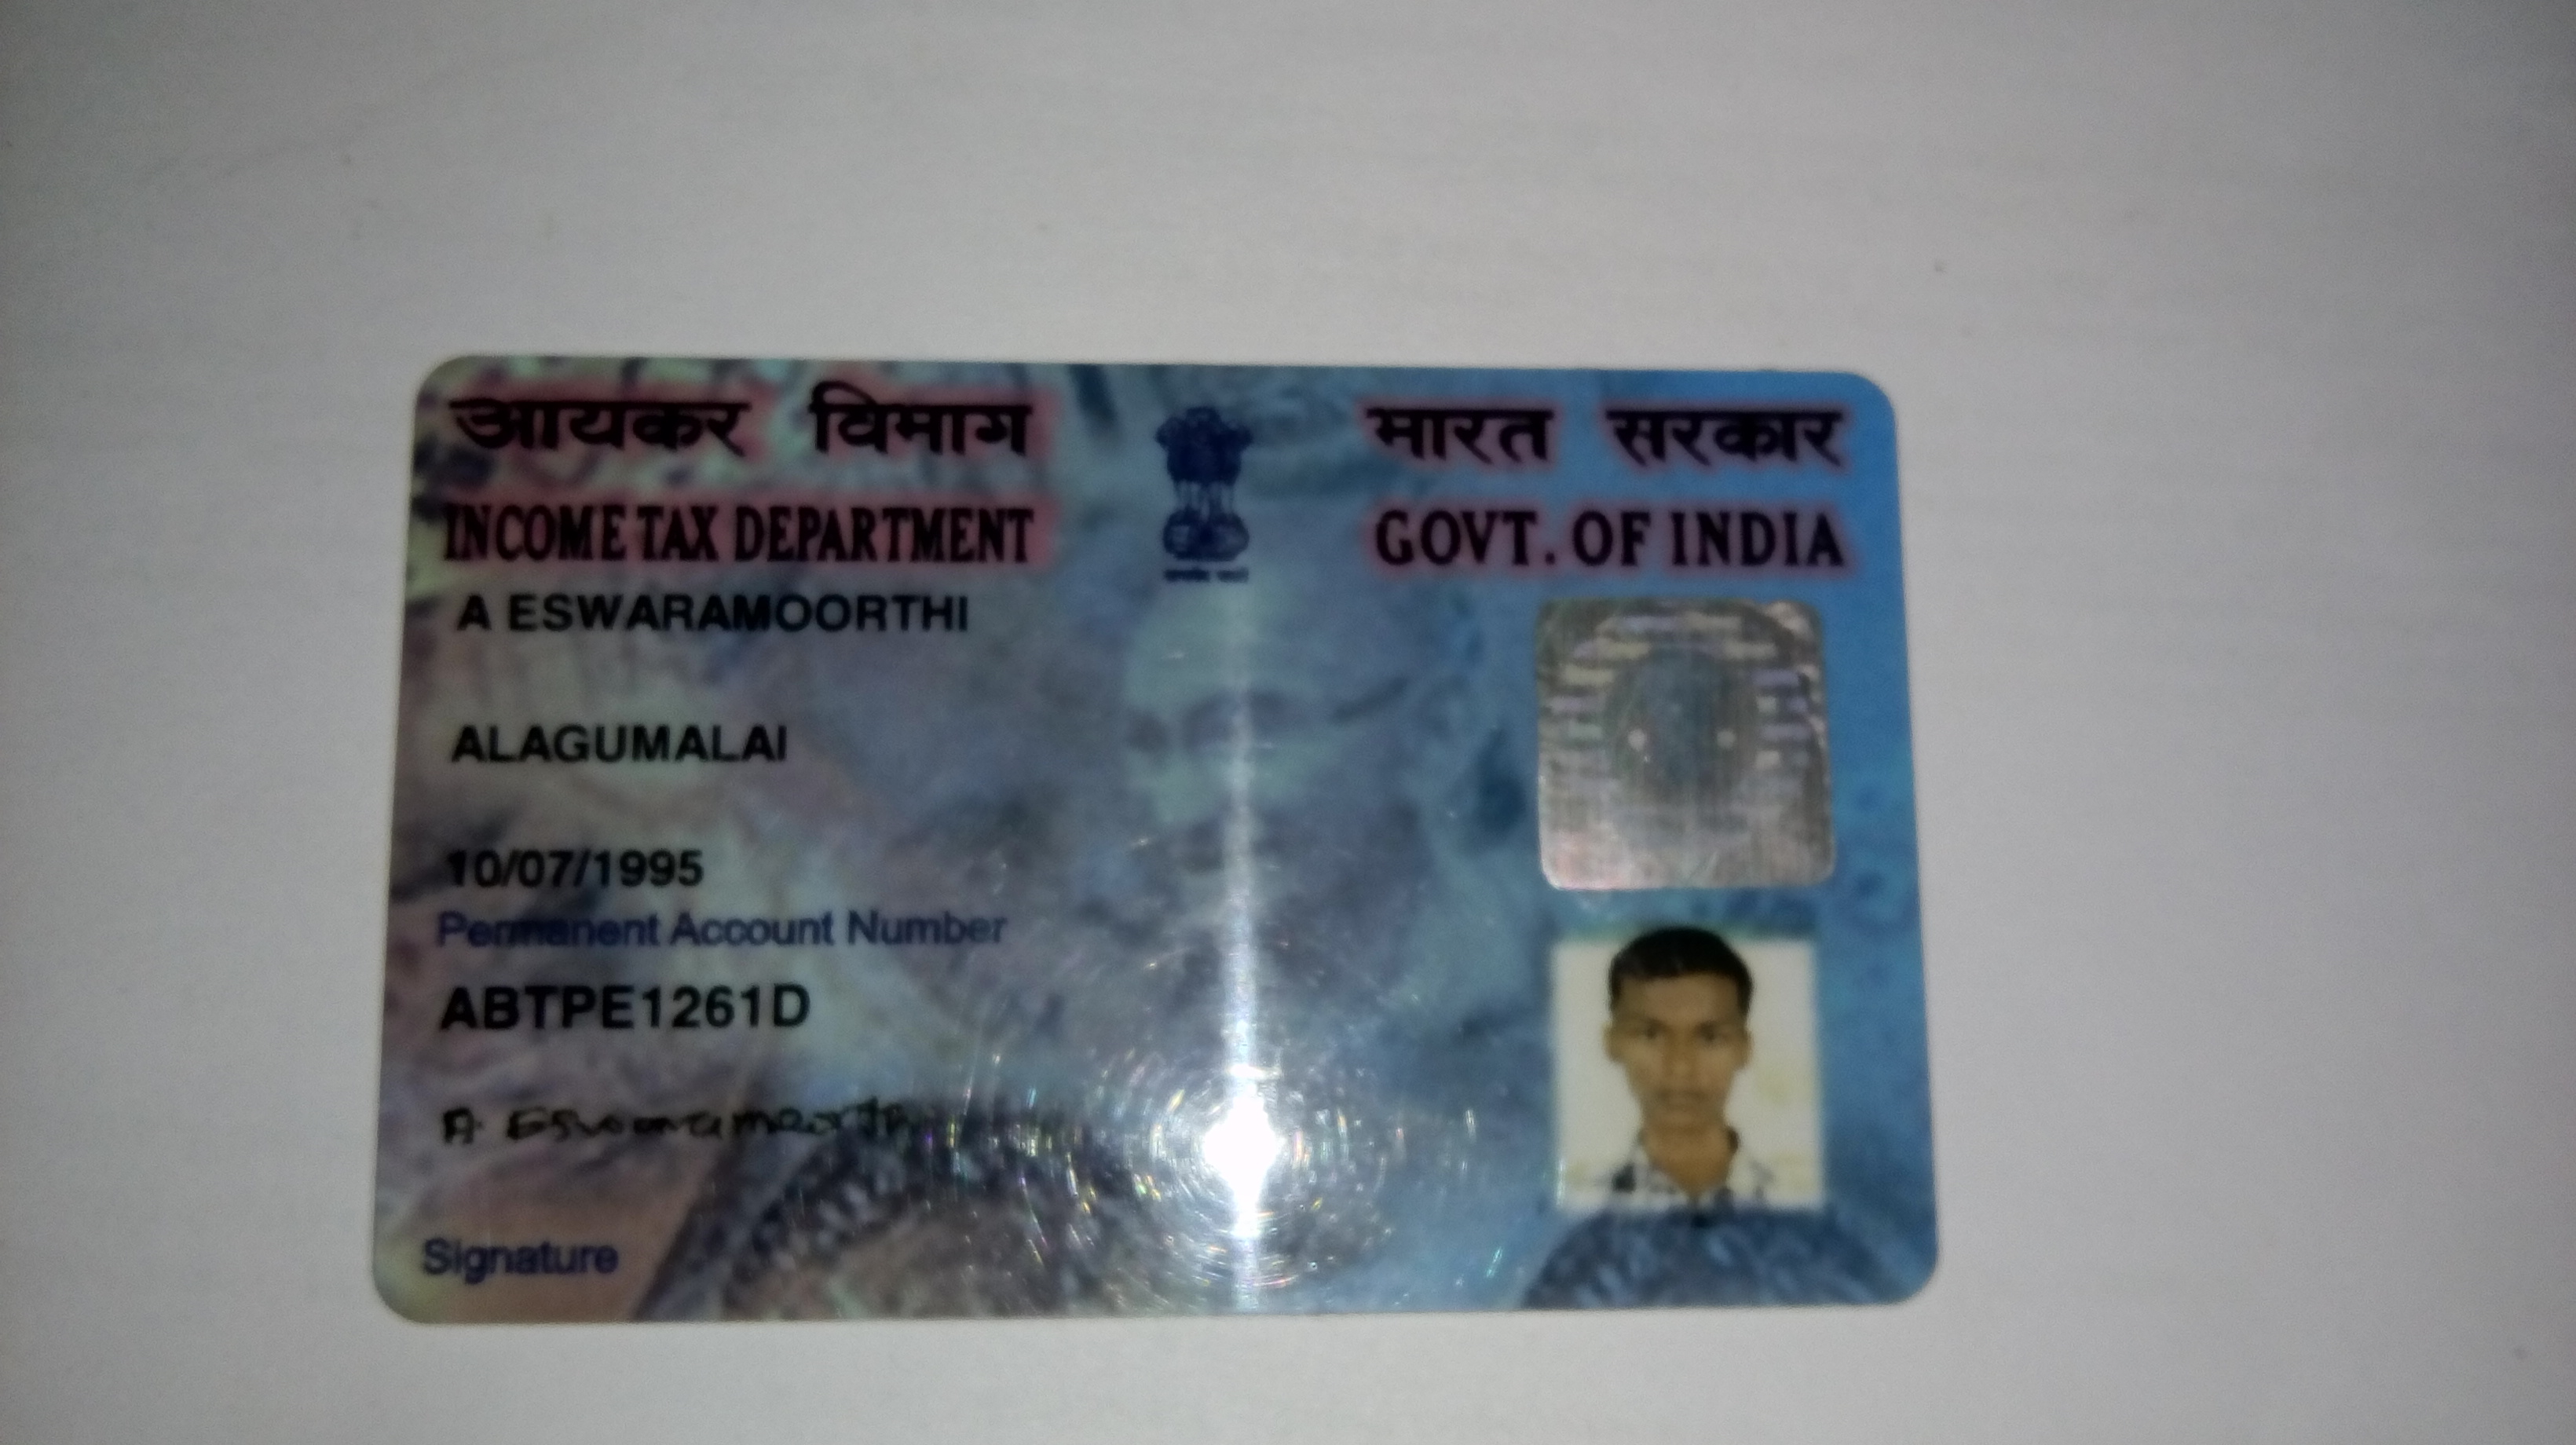 आयकर विभाग
INCOME TAX DEPARTMENT
भारत सरकार
GOVT. OF INDIA
A ESWARAMOORTHI
ALAGUMALAI
10/07/1995
Permanent Account Number
ABTPE1261D
A. Eswaramoorthi
Signature